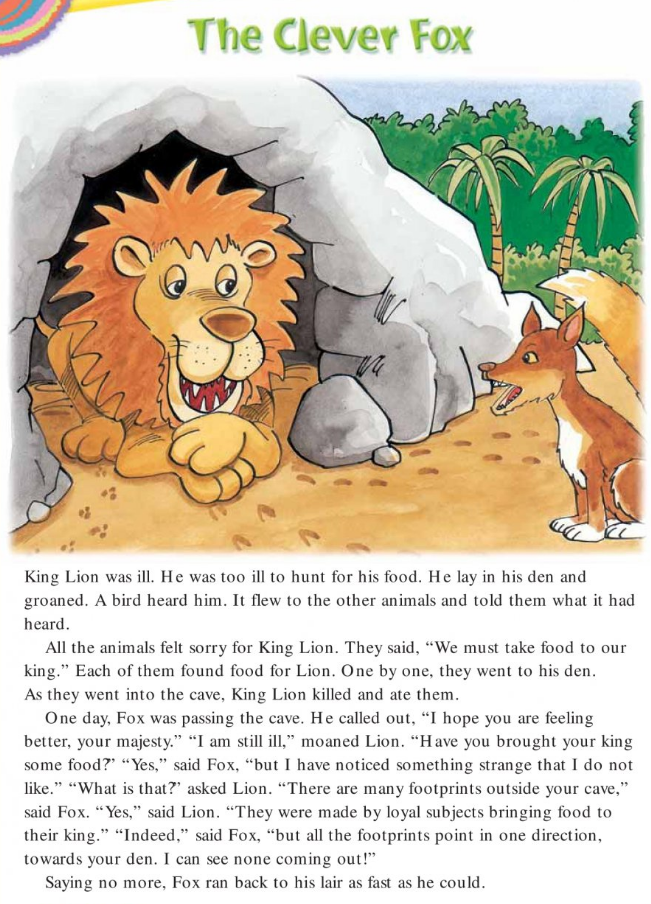 The Clever Fox
King Lion was ill. He was too ill to hunt for his food. He lay in his den and
groaned. A bird heard him. It flew to the other animals and told them what it had
heard.
All the animals felt sorry for King Lion. They said, “We must take food to our
king.” Each of them found food for Lion. One by one, they went to his den.
As they went into the cave, King Lion killed and ate them.
One day, Fox was passing the cave. He called out, “I hope you are feeling
better, your majesty.” “I am still ill,” moaned Lion. “Have you brought your king
some food?” “Yes,” said Fox, “but I have noticed something strange that I do not
like.” “What is that?” asked Lion. “There are many footprints outside your cave,”
said Fox. “Yes,” said Lion. “They were made by loyal subjects bringing food to
their king.” “Indeed,” said Fox, “but all the footprints point in one direction,
towards your den. I can see none coming out!”
Saying no more, Fox ran back to his lair as fast as he could.